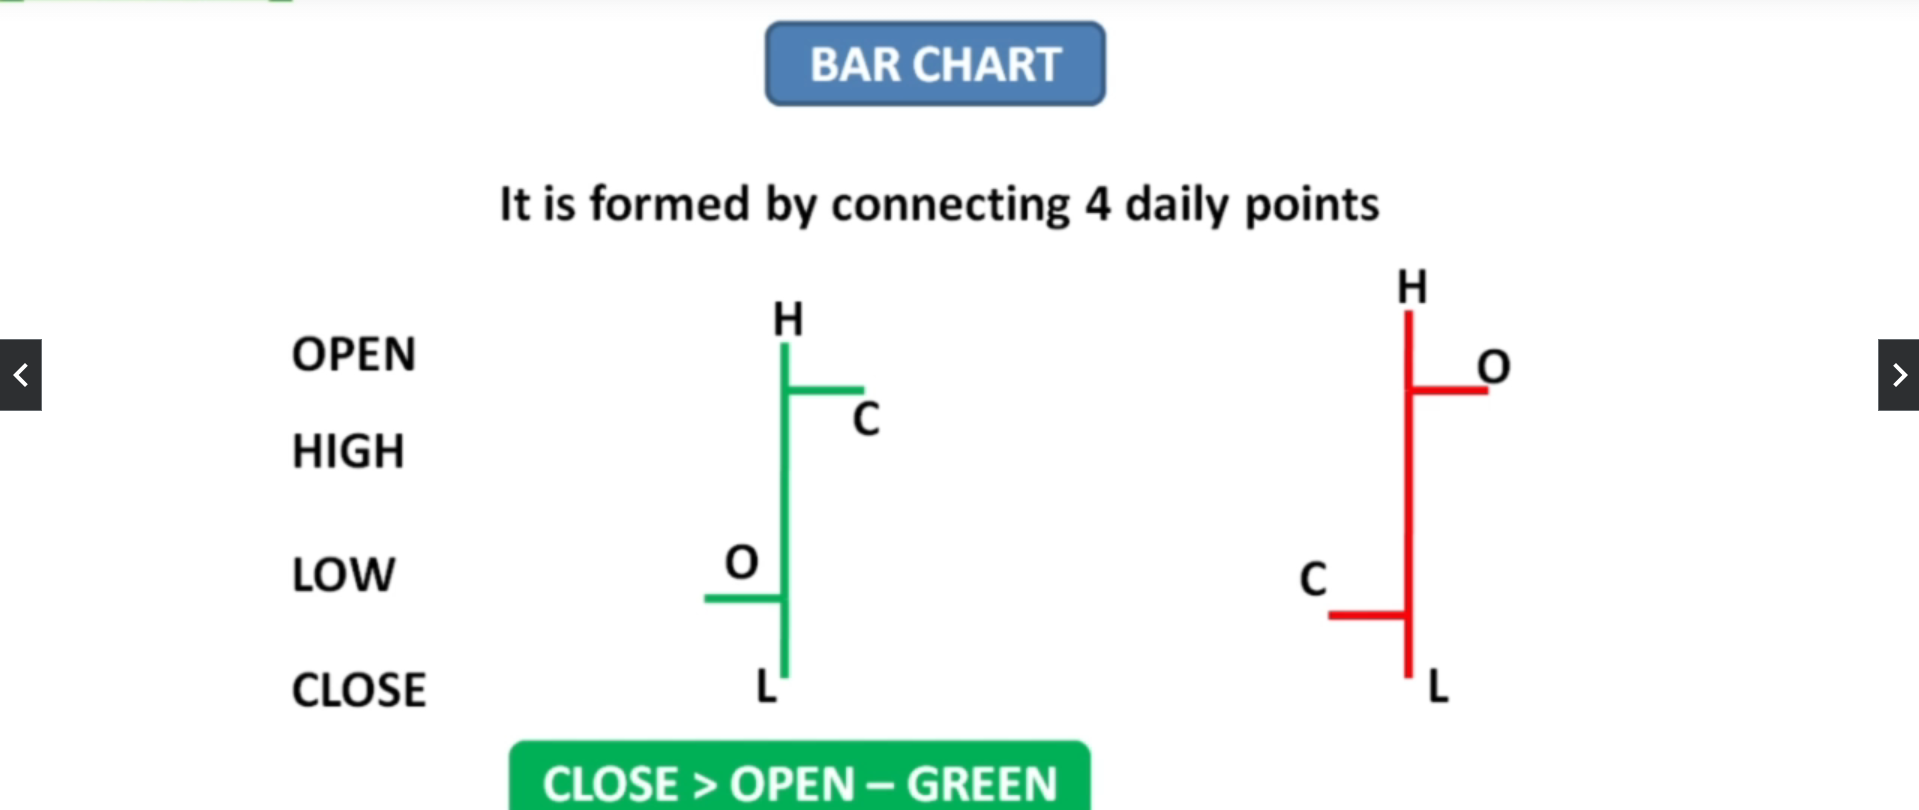 BAR CHART
It is formed by connecting 4 daily points
OPEN
HIGH
LOW
CLOSE
H
C
O
L
H
O
C
L
CLOSE > OPEN – GREEN